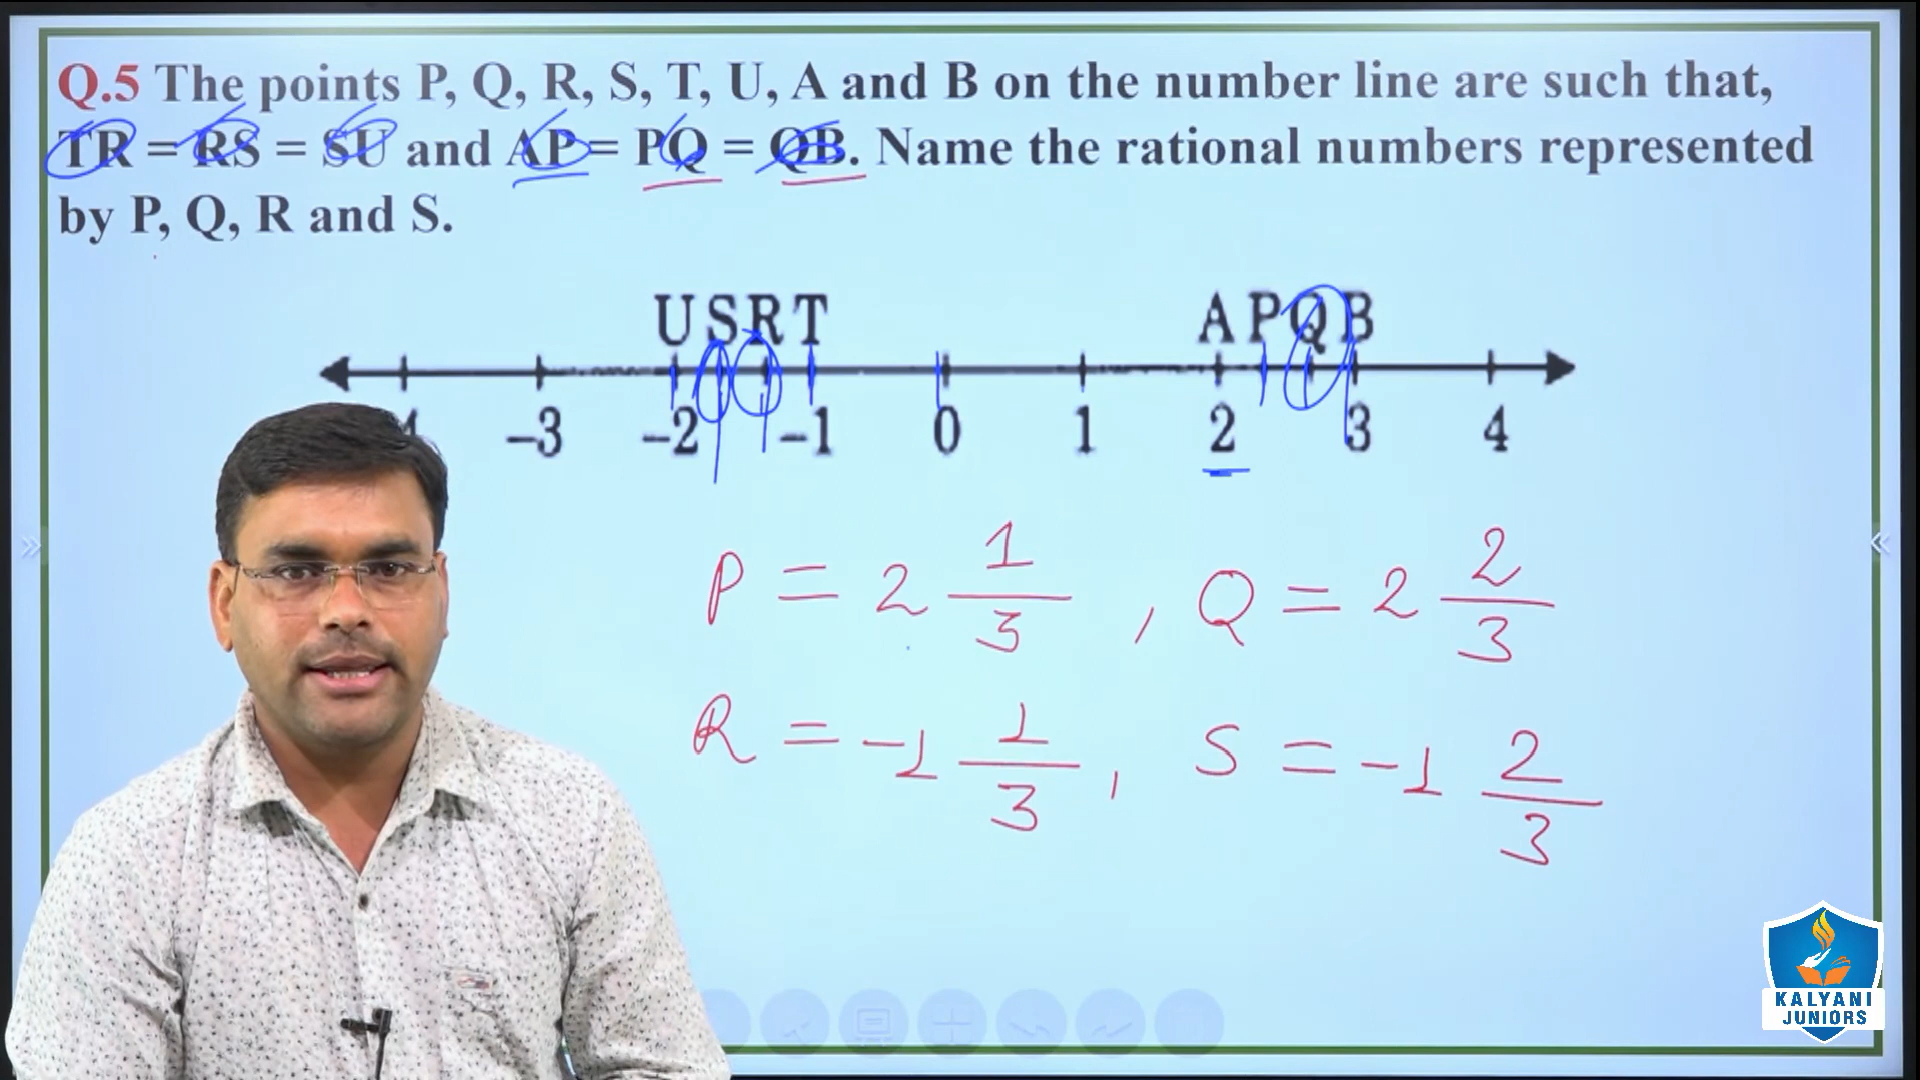 Q.5 The points P, Q, R, S, T, U, A and B on the number line are such that,
TR = RS = SU and AP = PQ = QB. Name the rational numbers represented
by P, Q, R and S.
U S R T A P Q B
-3 -2 -1 0 1 2 3 4
P = 2 1/3 , Q = 2 2/3
R = -1 1/3 , S = -1 2/3
KALYANI
JUNIORS